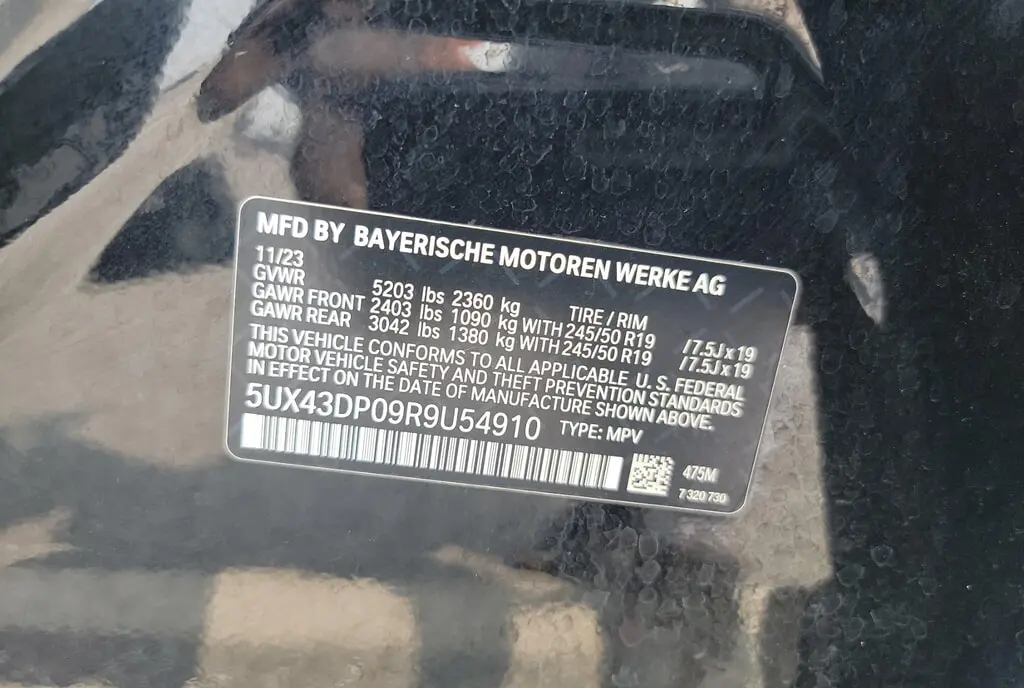 MFD BY BAYERISCHE MOTOREN WERKE AG
11/23
GVWR 5203 lbs 2360 kg TIRE / RIM
GAWR FRONT 2403 lbs 1090 kg WITH 245/50 R19 /7.5J x 19
GAWR REAR 3042 lbs 1380 kg WITH 245/50 R19 /7.5J x 19
THIS VEHICLE CONFORMS TO ALL APPLICABLE U. S. FEDERAL
MOTOR VEHICLE SAFETY AND THEFT PREVENTION STANDARDS
IN EFFECT ON THE DATE OF MANUFACTURE SHOWN ABOVE.
5UX43DP09R9U54910 TYPE: MPV
475M
7 320 730